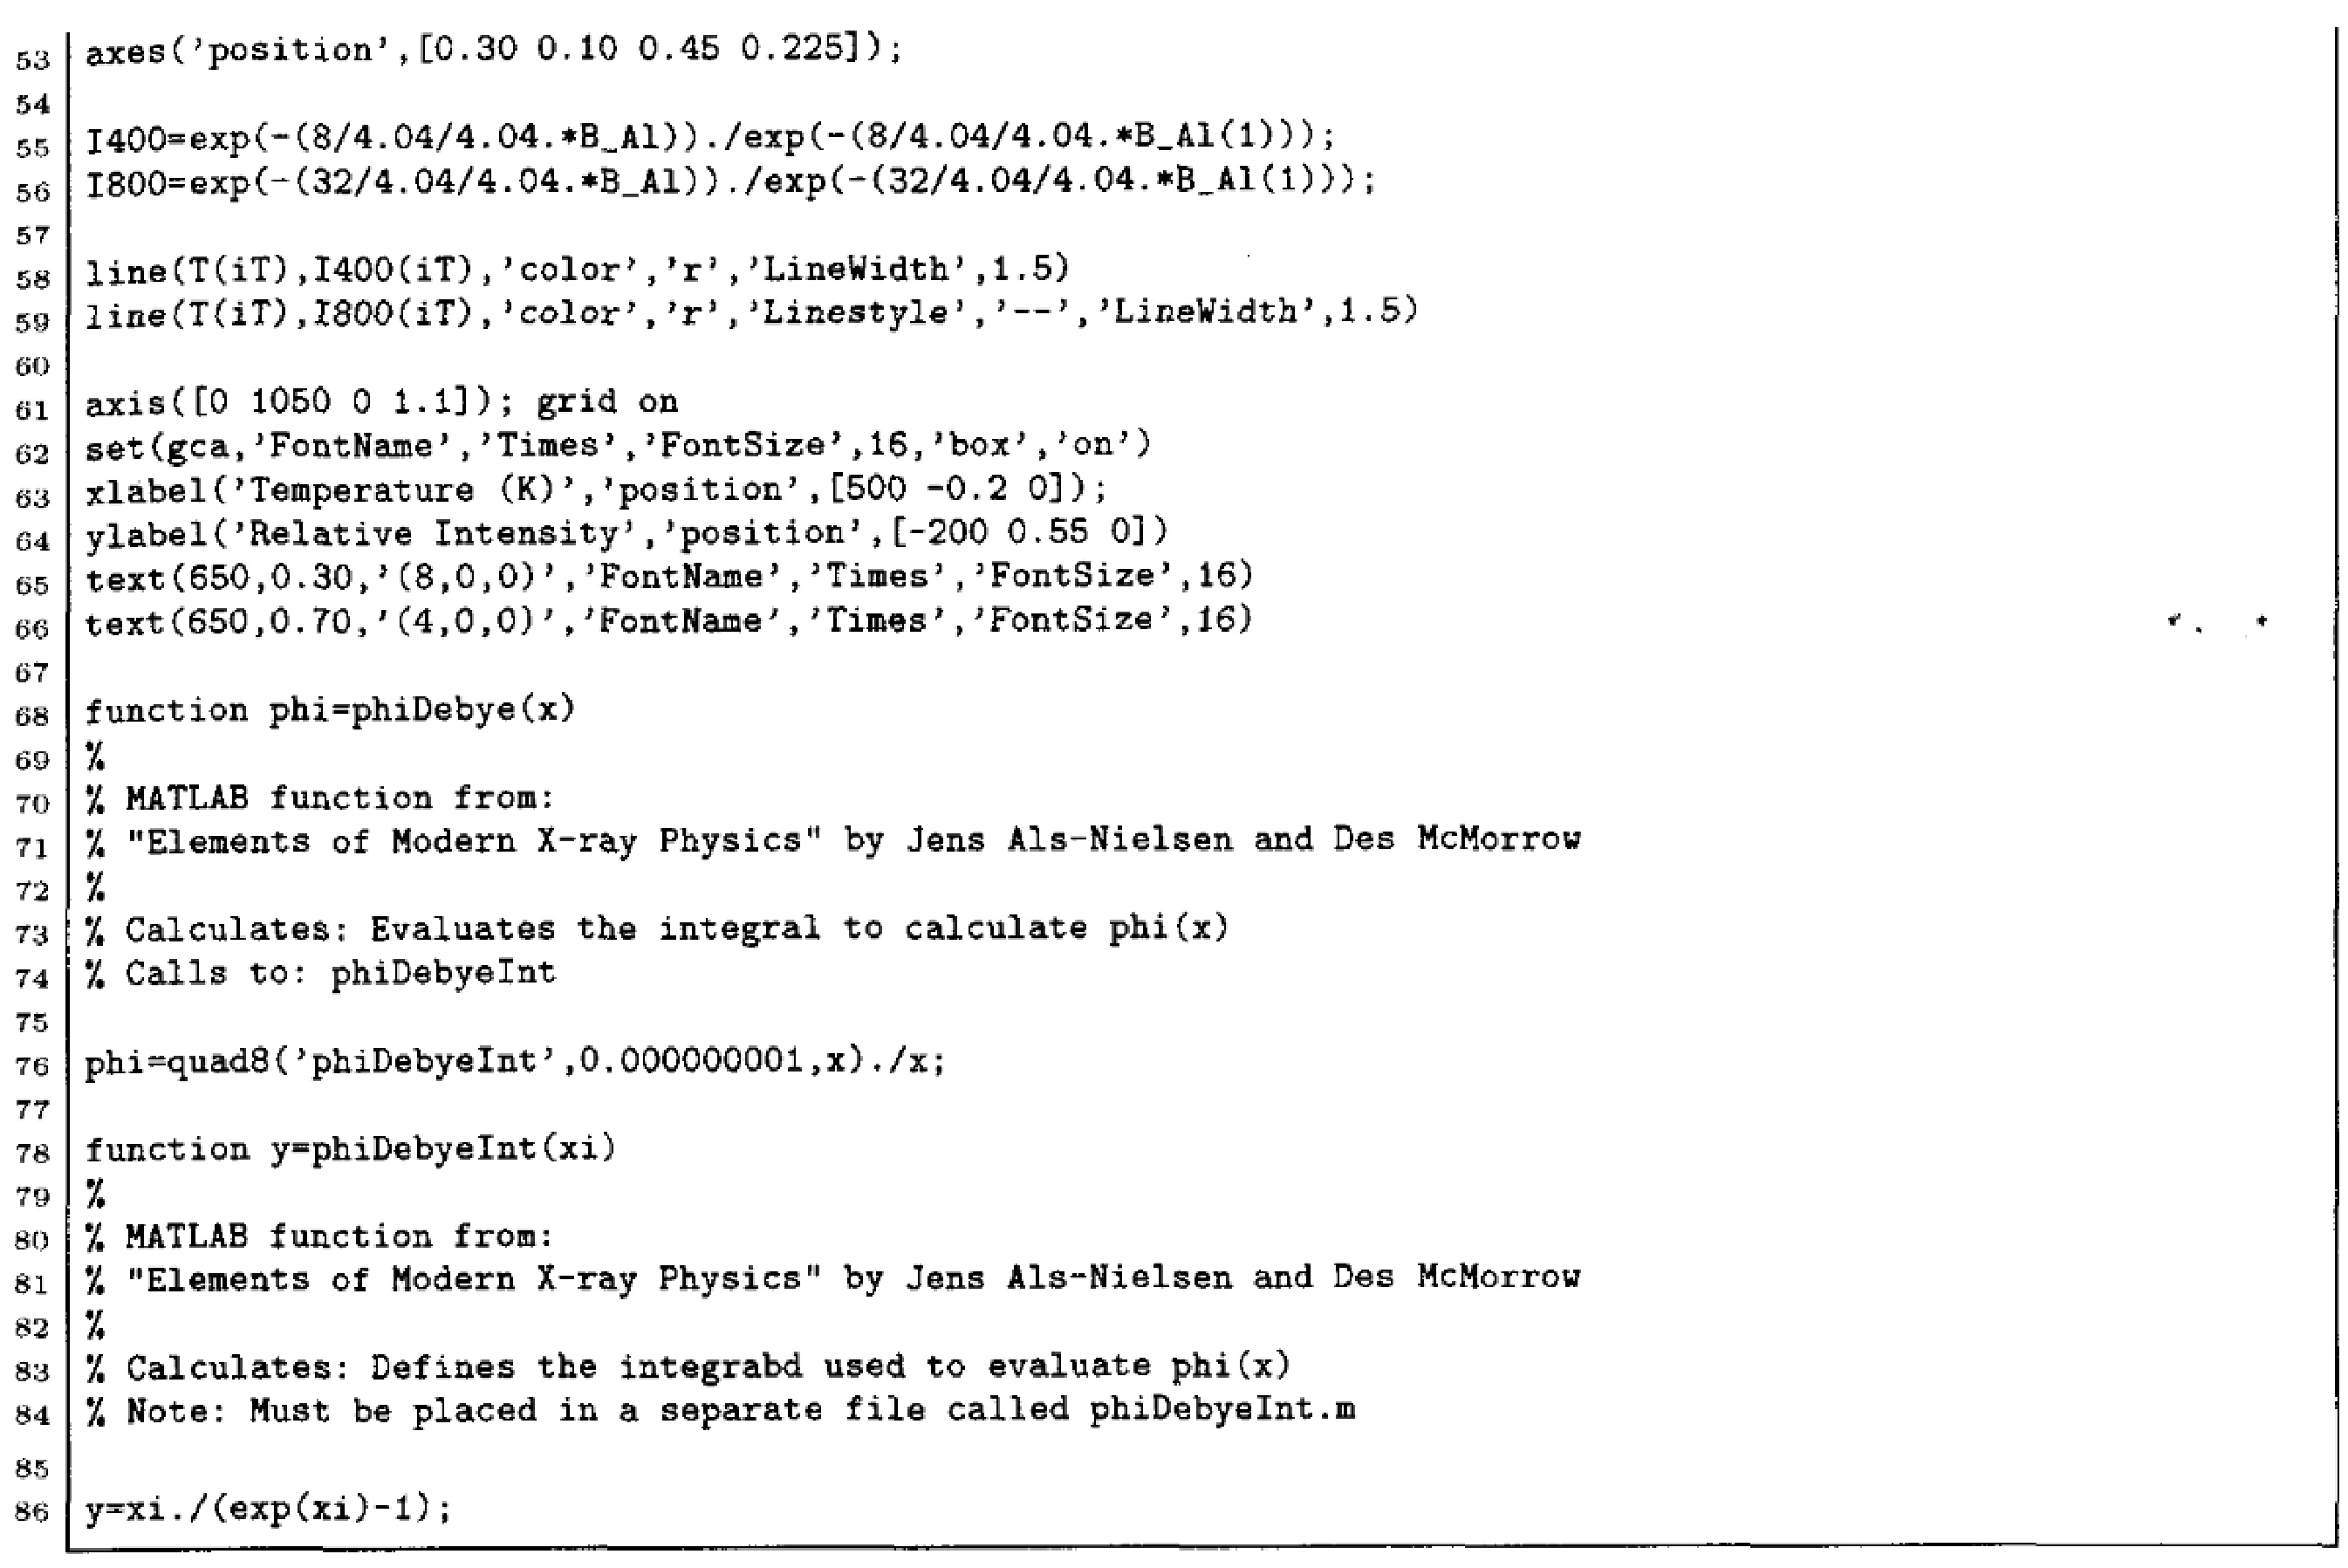 53 axes('position',[0.30 0.10 0.45 0.225]);
54
55 I400=exp(-(8/4.04/4.04.*B_Al))./exp(-(8/4.04/4.04.*B_Al(1)));
56 I800=exp(-(32/4.04/4.04.*B_Al))./exp(-(32/4.04/4.04.*B_Al(1)));
57
58 line(T(iT),I400(iT),'color','r','LineWidth',1.5)
59 line(T(iT),I800(iT),'color','r','Linestyle','--','LineWidth',1.5)
60
61 axis([0 1050 0 1.1]); grid on
62 set(gca,'FontName','Times','FontSize',16,'box','on')
63 xlabel('Temperature (K)','position',[500 -0.2 0]);
64 ylabel('Relative Intensity','position',[-200 0.55 0])
65 text(650,0.30,'(8,0,0)','FontName','Times','FontSize',16)
66 text(650,0.70,'(4,0,0)','FontName','Times','FontSize',16)
67
68 function phi=phiDebye(x)
69 %
70 % MATLAB function from:
71 % "Elements of Modern X-ray Physics" by Jens Als-Nielsen and Des McMorrow
72 %
73 % Calculates: Evaluates the integral to calculate phi(x)
74 % Calls to: phiDebyeInt
75
76 phi=quad8('phiDebyeInt',0.000000001,x)./x;
77
78 function y=phiDebyeInt(xi)
79 %
80 % MATLAB function from:
81 % "Elements of Modern X-ray Physics" by Jens Als-Nielsen and Des McMorrow
82 %
83 % Calculates: Defines the integrabd used to evaluate phi(x)
84 % Note: Must be placed in a separate file called phiDebyeInt.m
85
86 y=xi./(exp(xi)-1);